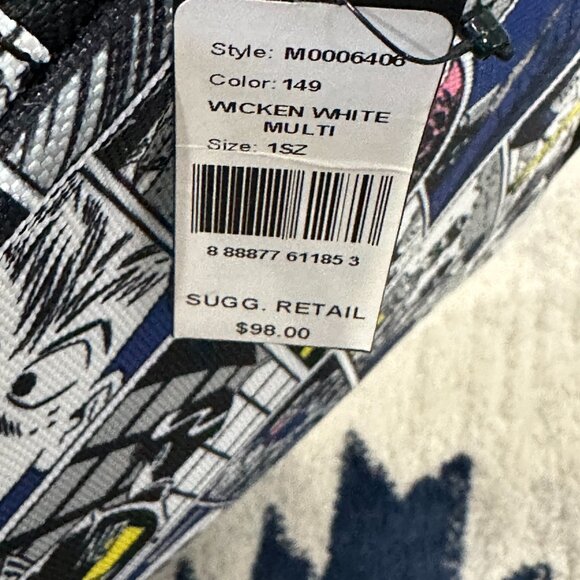 Style: M0006406
Color: 149
WICKEN WHITE
MULTI
Size: 1SZ
8 88877 61185 3
SUGG. RETAIL
$98.00